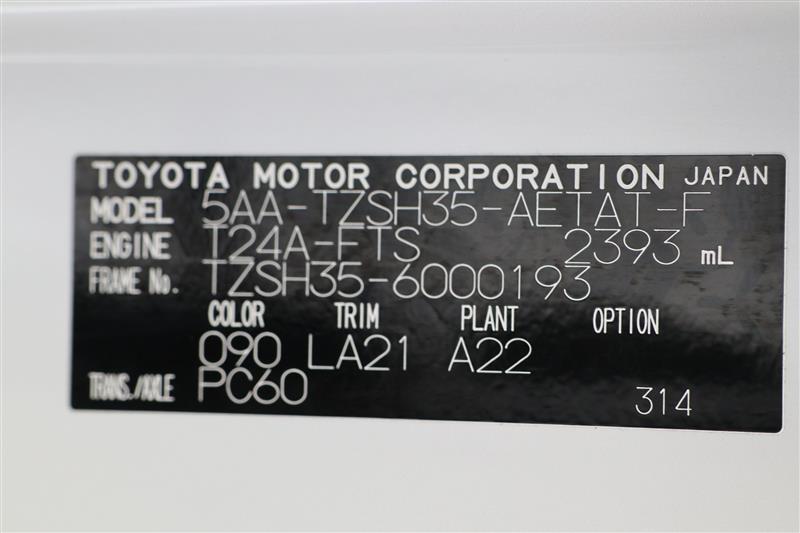 TOYOTA MOTOR CORPORATION JAPAN
MODEL 5AA-TZSH35-AETAT-F
ENGINE T24A-FTS 2393 mL
FRAME No. TZSH35-6000193
COLOR TRIM PLANT OPTION
090 LA21 A22
TRANS./AXLE PC60 314